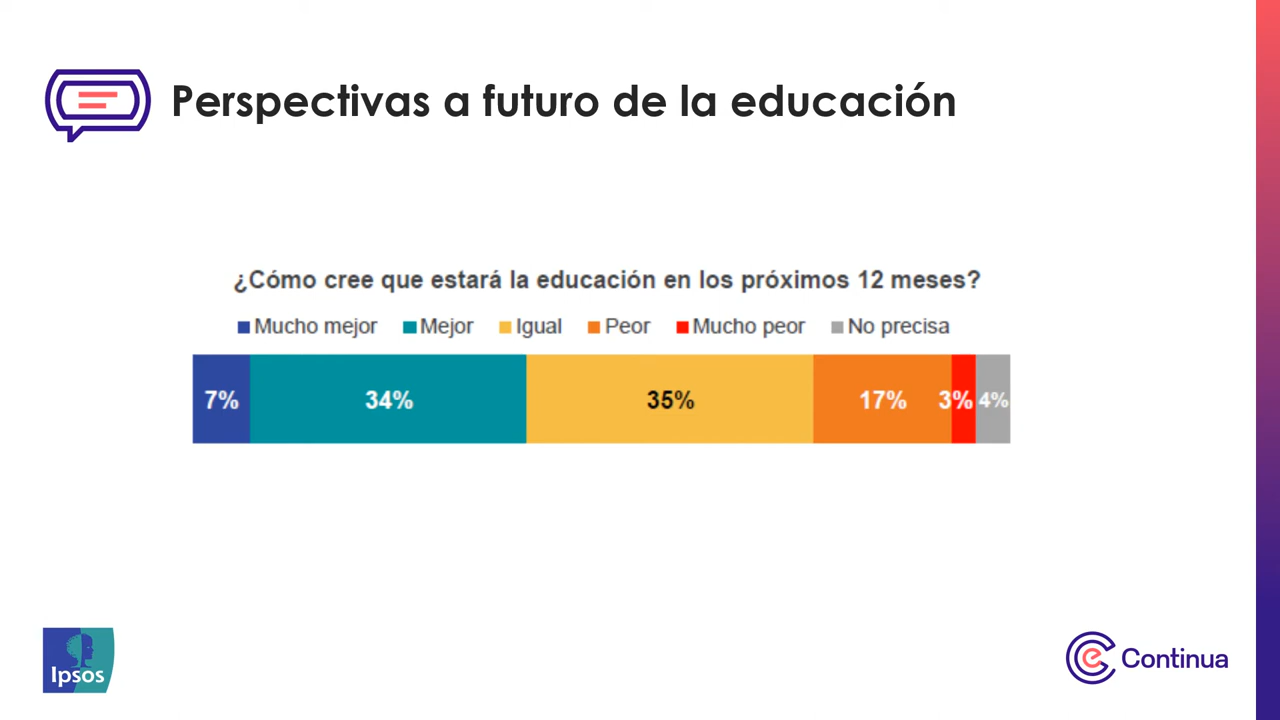 Perspectivas a futuro de la educación
¿Cómo cree que estará la educación en los próximos 12 meses?
Mucho mejor Mejor Igual Peor Mucho peor No precisa
7% 34% 35% 17% 3% 4%
Ipsos
e Continua